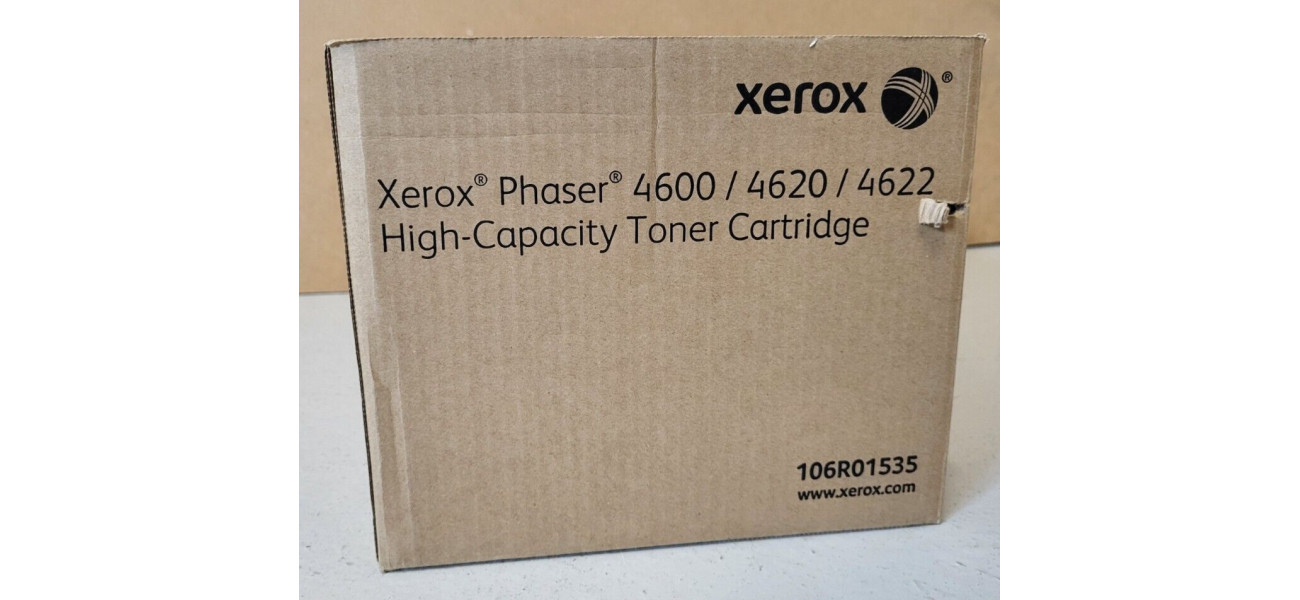 xerox ®
Xerox® Phaser® 4600 / 4620 / 4622
High-Capacity Toner Cartridge
106R01535
www.xerox.com